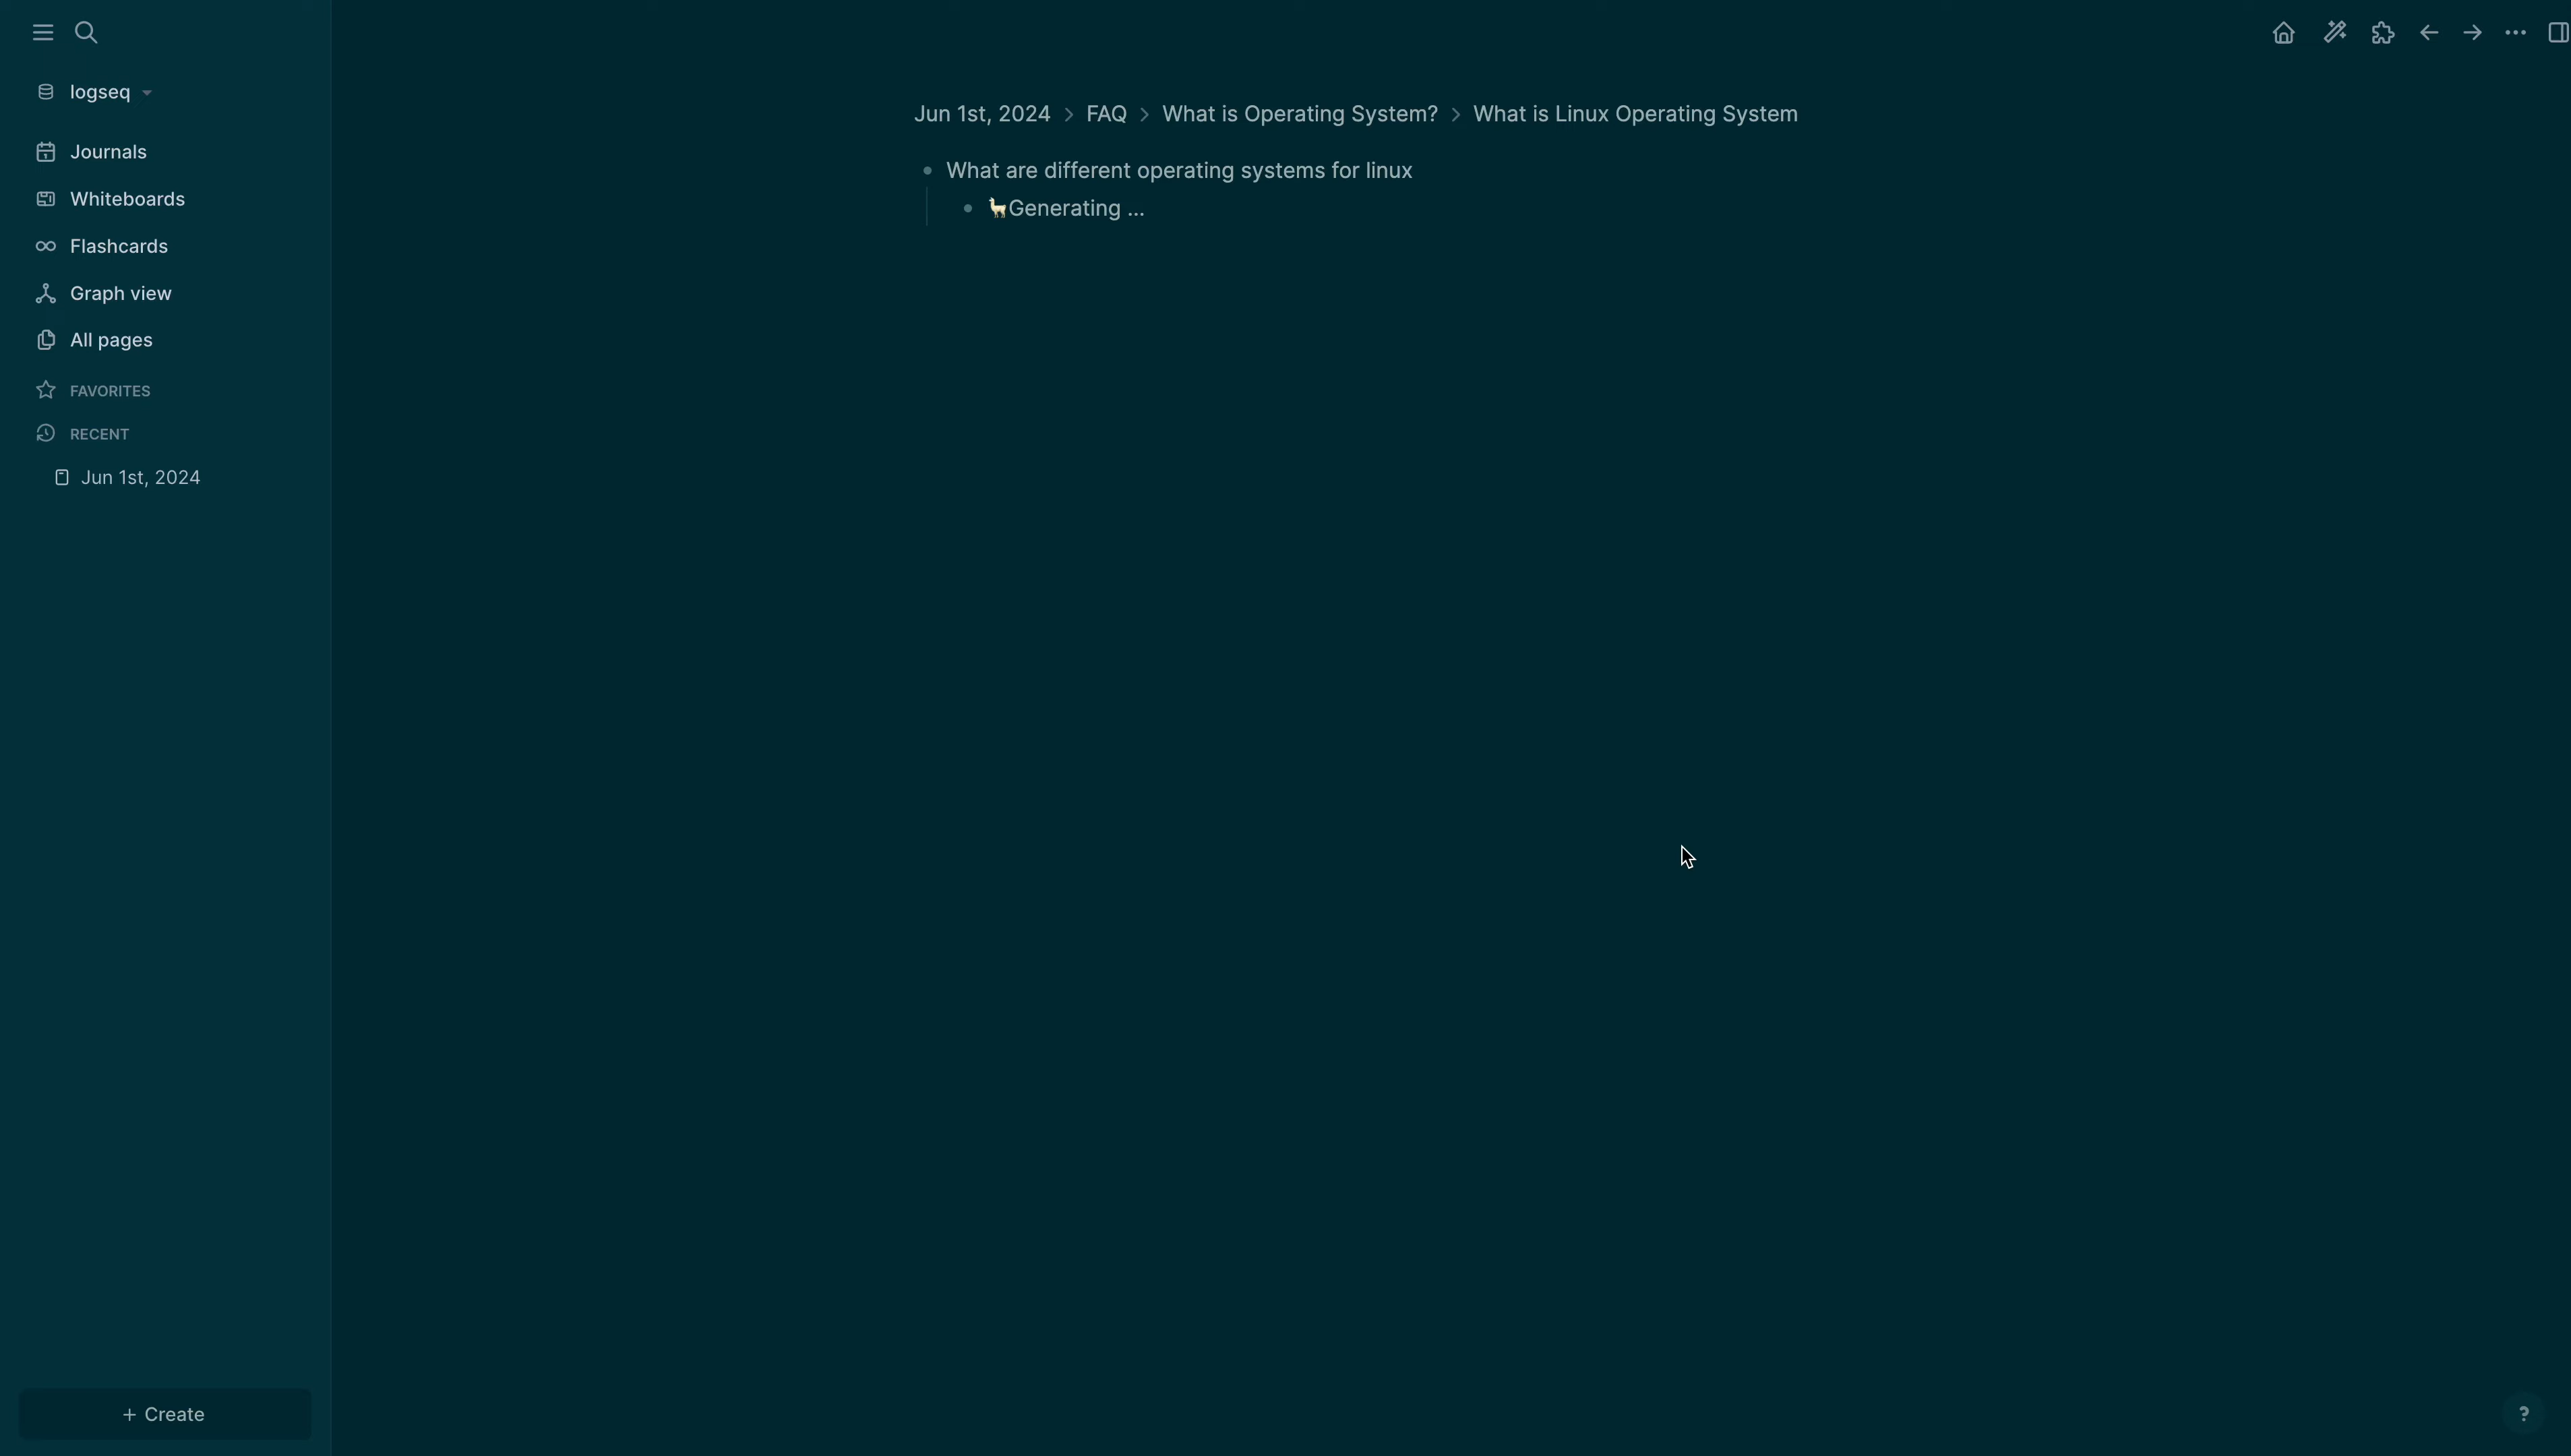 logseq
Journals
Whiteboards
Flashcards
Graph view
All pages
FAVORITES
RECENT
Jun 1st, 2024
+ Create
Jun 1st, 2024 > FAQ > What is Operating System? > What is Linux Operating System
What are different operating systems for linux
🦙Generating ...
?